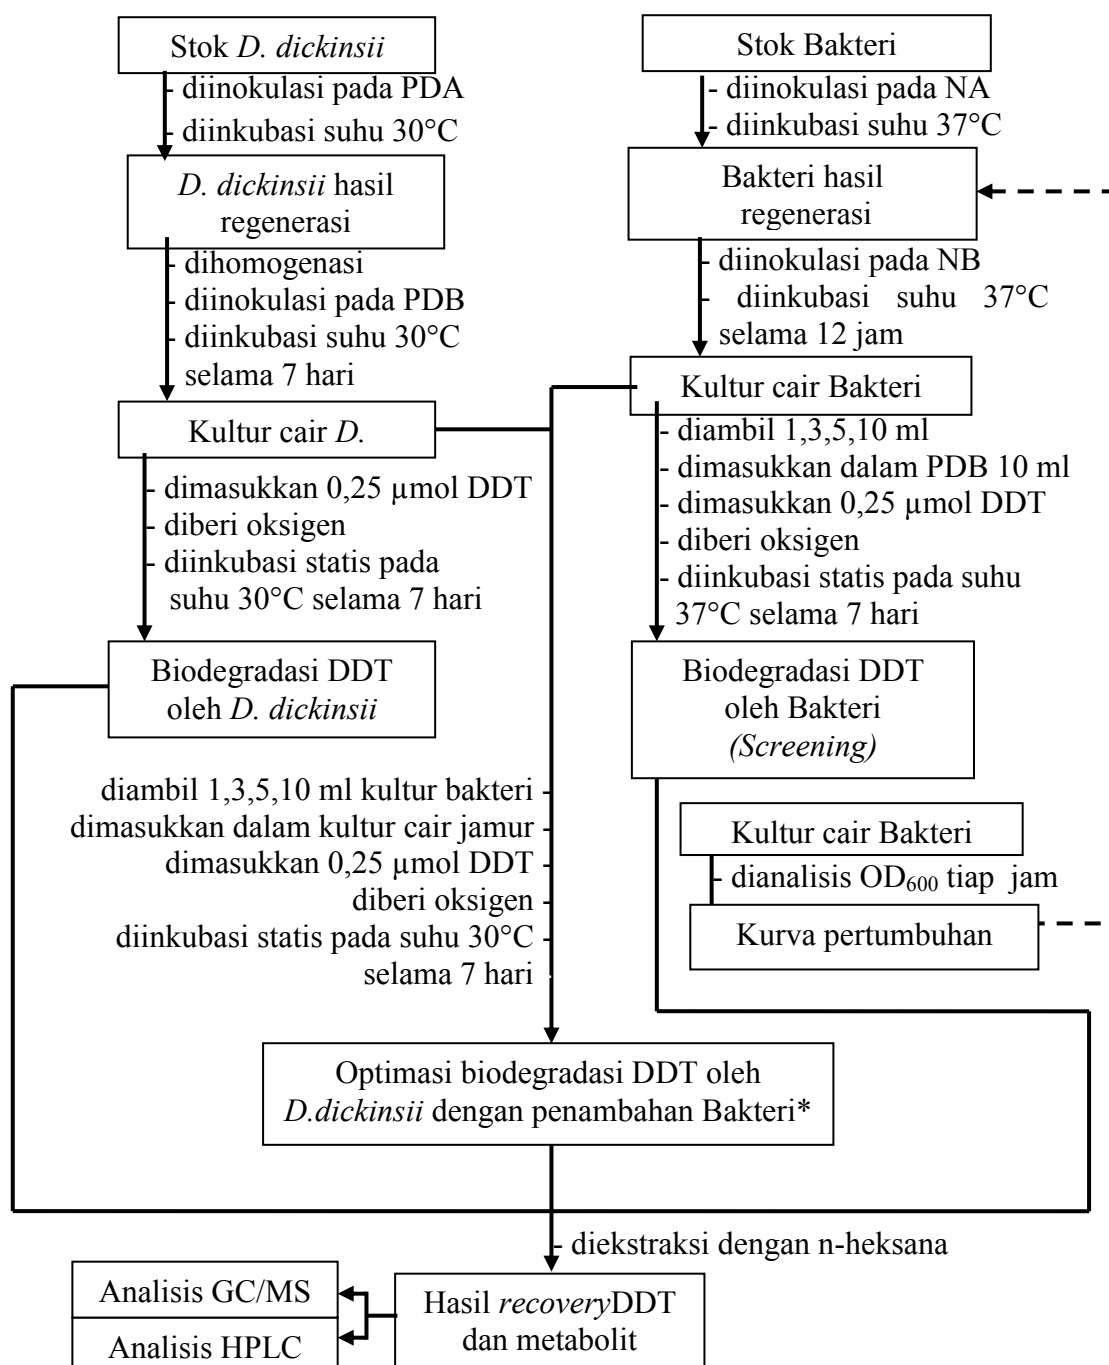 Stok D. dickinsii
- diinokulasi pada PDA
- diinkubasi suhu 30°C
D. dickinsii hasil
regenerasi
- dihomogenasi
- diinokulasi pada PDB
- diinkubasi suhu 30°C
selama 7 hari
Kultur cair D.
- dimasukkan 0,25 µmol DDT
- diberi oksigen
- diinkubasi statis pada
suhu 30°C selama 7 hari
Biodegradasi DDT
oleh D. dickinsii
Stok Bakteri
- diinokulasi pada NA
- diinkubasi suhu 37°C
Bakteri hasil
regenerasi
- diinokulasi pada NB
- diinkubasi suhu 37°C
selama 12 jam
Kultur cair Bakteri
- diambil 1,3,5,10 ml
- dimasukkan dalam PDB 10 ml
- dimasukkan 0,25 µmol DDT
- diberi oksigen
- diinkubasi statis pada suhu
37°C selama 7 hari
Biodegradasi DDT
oleh Bakteri
(Screening)
Kultur cair Bakteri
- dianalisis OD₆₀₀ tiap jam
Kurva pertumbuhan
diambil 1,3,5,10 ml kultur bakteri -
dimasukkan dalam kultur cair jamur -
dimasukkan 0,25 µmol DDT -
diberi oksigen -
diinkubasi statis pada suhu 30°C -
selama 7 hari
Optimasi biodegradasi DDT oleh
D.dickinsii dengan penambahan Bakteri*
- diekstraksi dengan n-heksana
Hasil recoveryDDT
dan metabolit
Analisis GC/MS
Analisis HPLC